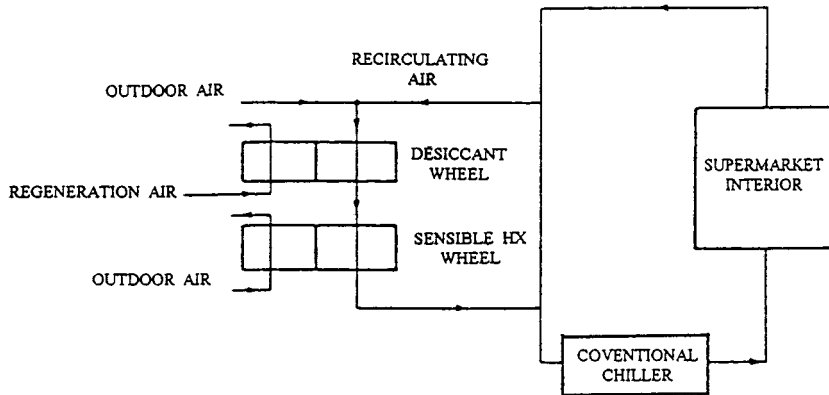 RECIRCULATING
AIR
OUTDOOR AIR
DESICCANT
WHEEL
SUPERMARKET
INTERIOR
REGENERATION AIR
SENSIBLE HX
WHEEL
OUTDOOR AIR
COVENTIONAL
CHILLER